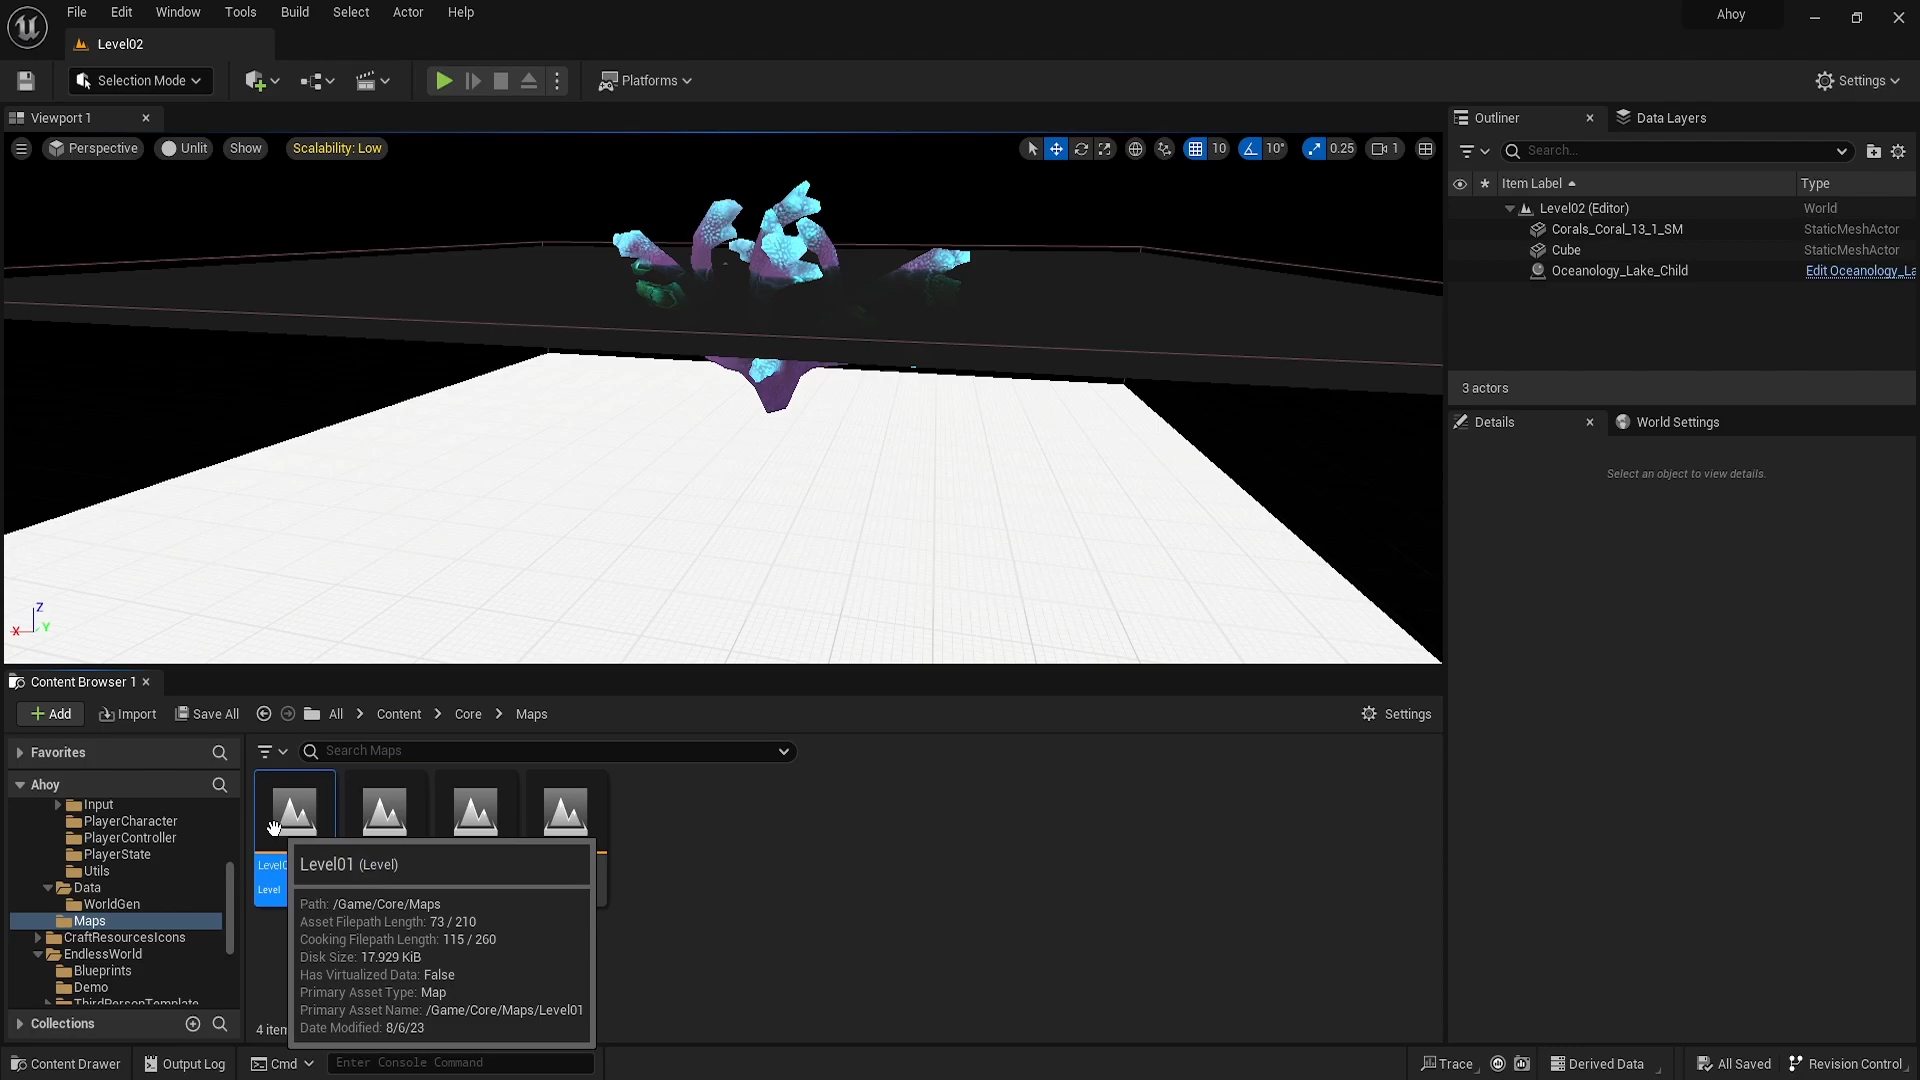 File Edit Window Tools Build Select Actor Help
Ahoy
Level02
Selection Mode
Platforms
Settings
Viewport 1
Perspective Unlit Show Scalability: Low
10 10° 0.25 1
Outliner Data Layers
Search...
Item Label Type
Level02 (Editor) World
Corals_Coral_13_1_SM StaticMeshActor
Cube StaticMeshActor
Oceanology_Lake_Child Edit Oceanology_La
3 actors
Details World Settings
Select an object to view details.
Z
X Y
Content Browser 1
Add Import Save All All Content Core Maps Settings
Favorites
Search Maps
Ahoy
Input
PlayerCharacter
PlayerController
PlayerState
Utils
Data
WorldGen
Maps
CraftResourcesIcons
EndlessWorld
Blueprints
Demo
ThirdPersonTemplate
Collections
Level
Level01 (Level)
Path: /Game/Core/Maps
Asset Filepath Length: 73 / 210
Cooking Filepath Length: 115 / 260
Disk Size: 17.929 KiB
Has Virtualized Data: False
Primary Asset Type: Map
Primary Asset Name: /Game/Core/Maps/Level01
Date Modified: 8/6/23
4 item
Content Drawer Output Log Cmd Enter Console Command
Trace Derived Data All Saved Revision Control